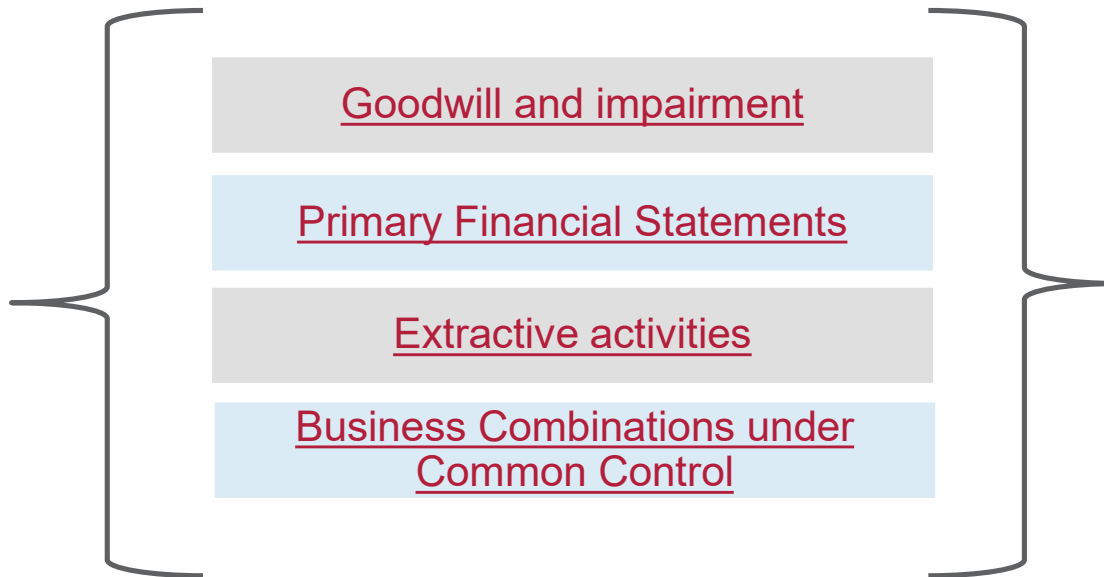 Goodwill and impairment
Primary Financial Statements
Extractive activities
Business Combinations under
Common Control